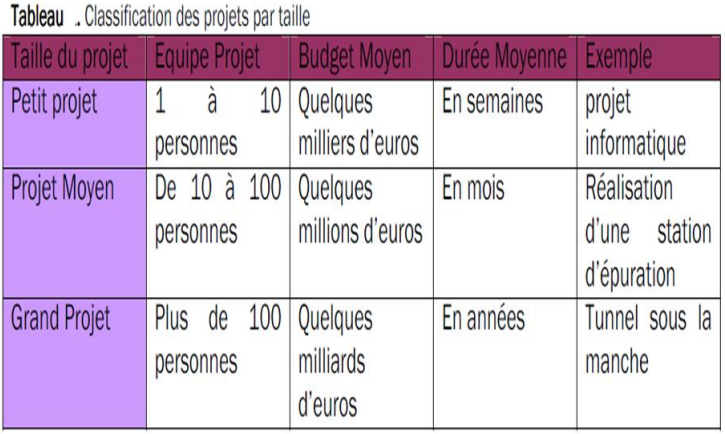 Tableau . Classification des projets par taille
Taille du projet Equipe Projet Budget Moyen Durée Moyenne Exemple
Petit projet 1 à 10 Quelques En semaines projet
personnes milliers d'euros informatique
Projet Moyen De 10 à 100 Quelques En mois Réalisation
personnes millions d'euros d'une station
d'épuration
Grand Projet Plus de 100 Quelques En années Tunnel sous la
personnes milliards manche
d'euros